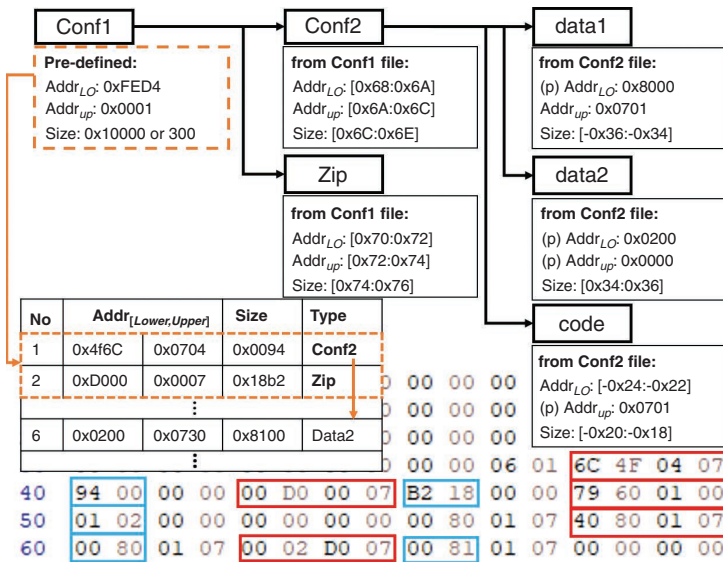 Conf1
Pre-defined:
Addr_LO: 0xFED4
Addr_up: 0x0001
Size: 0x10000 or 300
Conf2
from Conf1 file:
Addr_LO: [0x68:0x6A]
Addr_up: [0x6A:0x6C]
Size: [0x6C:0x6E]
data1
from Conf2 file:
(p) Addr_LO: 0x8000
Addr_up: 0x0701
Size: [-0x36:-0x34]
Zip
from Conf1 file:
Addr_LO: [0x70:0x72]
Addr_up: [0x72:0x74]
Size: [0x74:0x76]
data2
from Conf2 file:
(p) Addr_LO: 0x0200
(p) Addr_up: 0x0000
Size: [0x34:0x36]
code
from Conf2 file:
Addr_LO: [-0x24:-0x22]
(p) Addr_up: 0x0701
Size: [-0x20:-0x18]
No Addr[Lower,Upper] Size Type
1 0x4f6C 0x0704 0x0094 Conf2
2 0xD000 0x0007 0x18b2 Zip
⋮
6 0x0200 0x0730 0x8100 Data2
⋮
0 00 00 00
0 00 00 00
0 00 00 00
00 00 06 01 6C 4F 04 07
40 94 00 00 00 00 D0 00 07 B2 18 00 00 79 60 01 00
50 01 02 00 00 00 00 00 00 00 80 01 07 40 80 01 07
60 00 80 01 07 00 02 D0 07 00 81 01 07 00 00 00 00